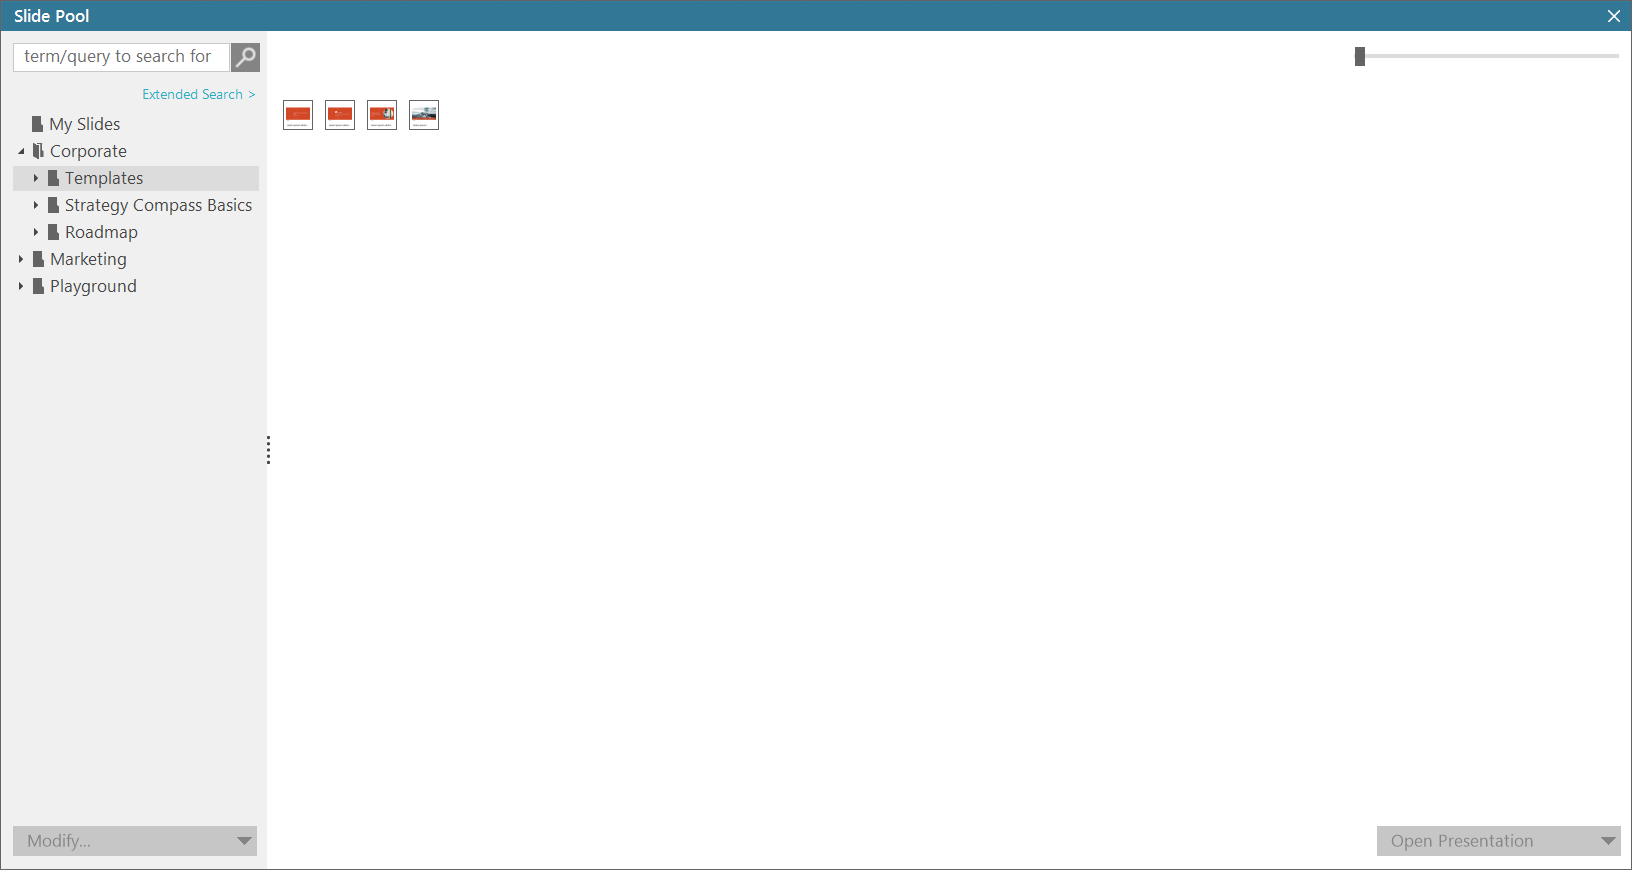 Slide Pool
term/query to search for
Extended Search >
My Slides
Corporate
Templates
Strategy Compass Basics
Roadmap
Marketing
Playground
Modify...
Open Presentation